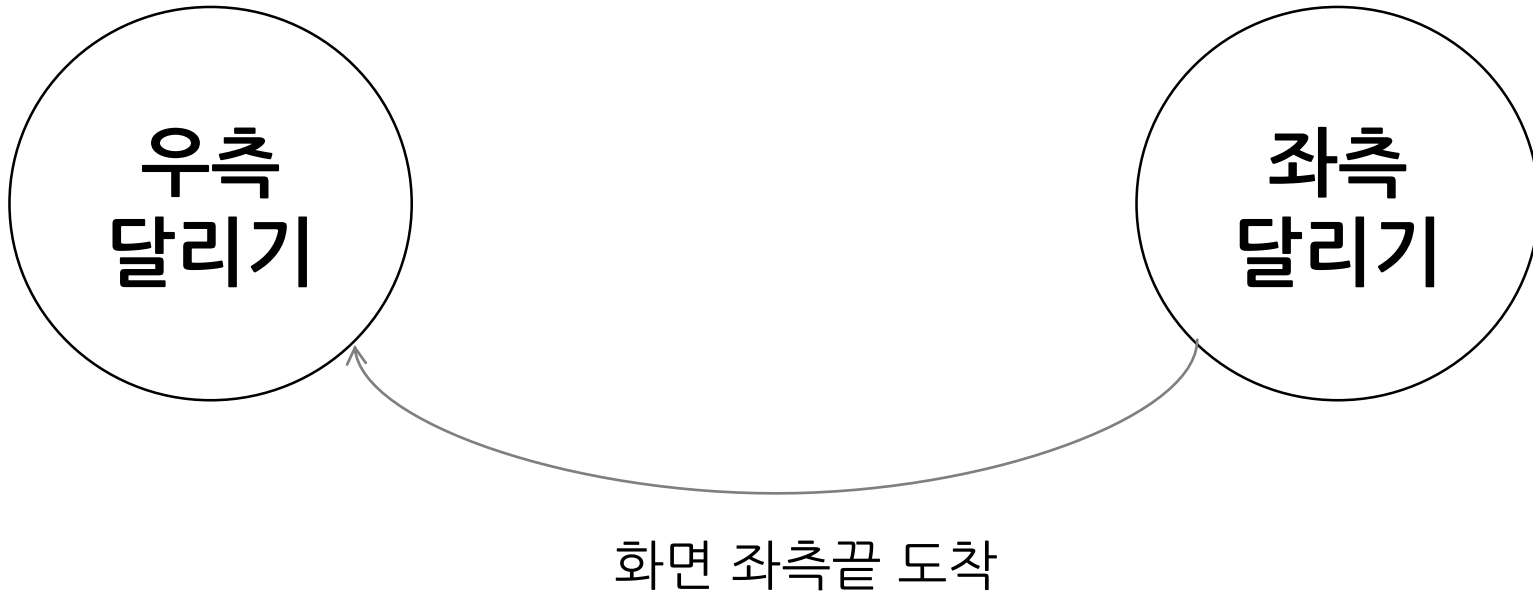 우측
달리기
좌측
달리기
화면 좌측끝 도착